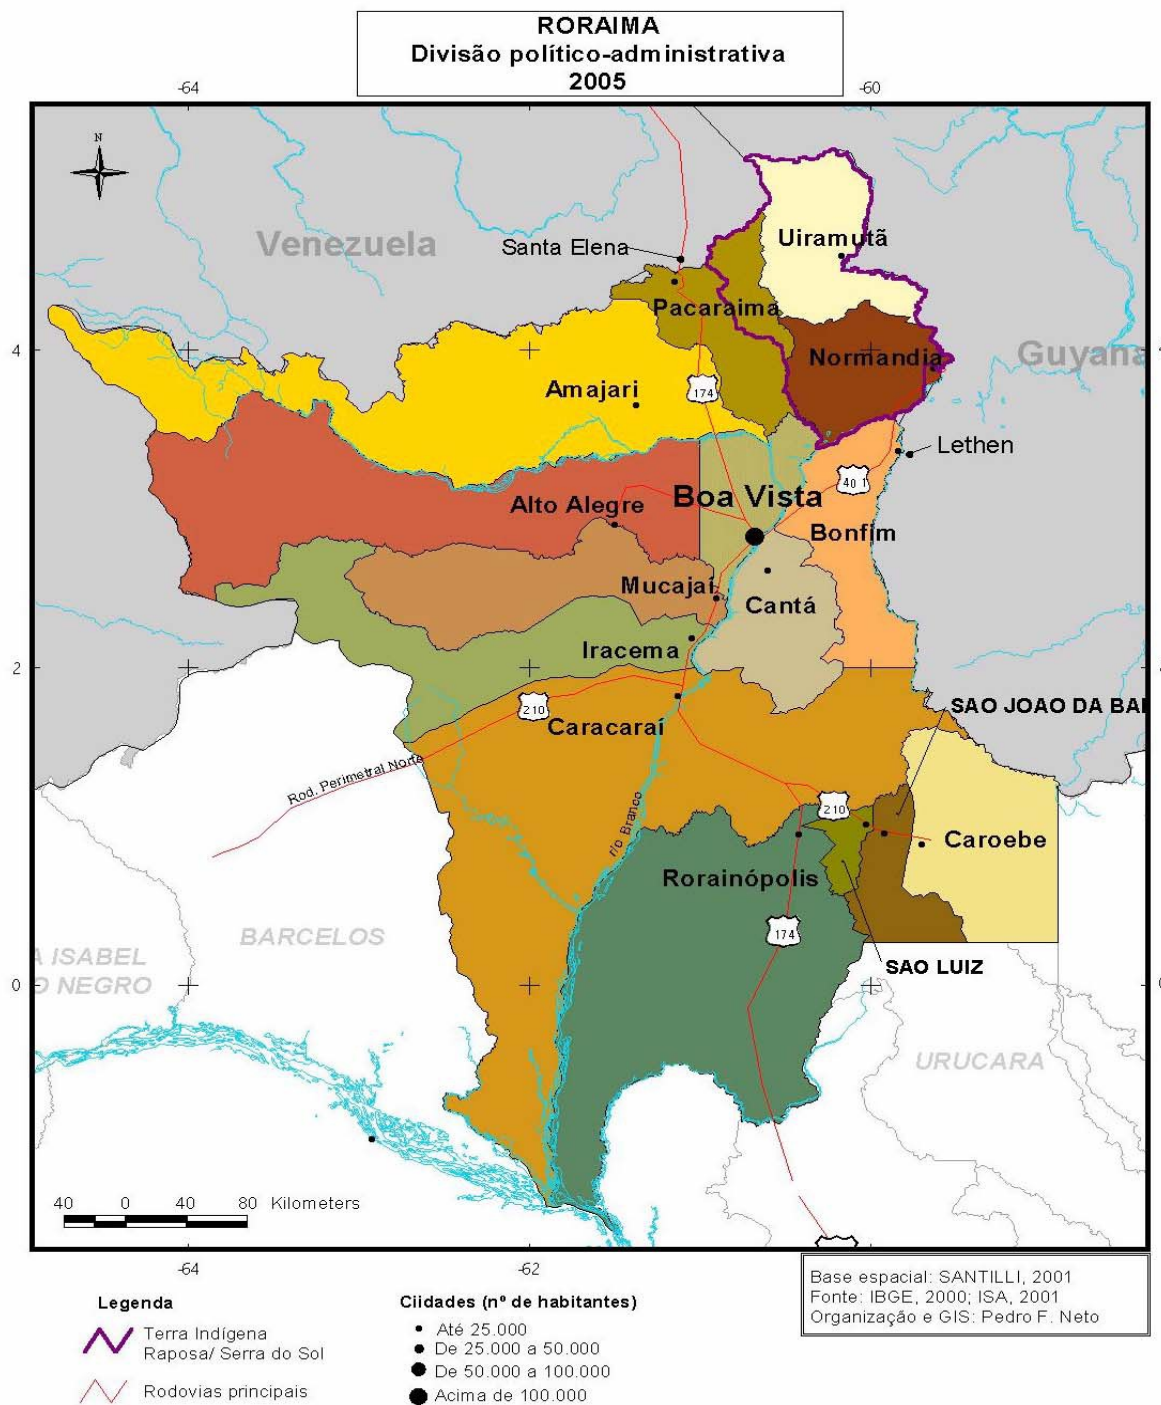 RORAIMA
Divisão político-administrativa
2005
-64
-60
N
Venezuela
Santa Elena
Uiramutã
Pacaraima
4
Normandia
Guyana
Amajari
174
Lethen
401
Boa Vista
Alto Alegre
Bonfim
Mucajaí
Cantá
Iracema
2
210
Caracaraí
SAO JOAO DA BAI
Rod. Perimetral Norte
210
rio Branco
Caroebe
Rorainópolis
174
BARCELOS
SAO LUIZ
A ISABEL
O NEGRO
0
URUCARA
40 0 40 80 Kilometers
-64
-62
Base espacial: SANTILLI, 2001
Fonte: IBGE, 2000; ISA, 2001
Organização e GIS: Pedro F. Neto
Legenda
Terra Indígena
Raposa/ Serra do Sol
Rodovias principais
Ciidades (nº de habitantes)
Até 25.000
De 25.000 a 50.000
De 50.000 a 100.000
Acima de 100.000